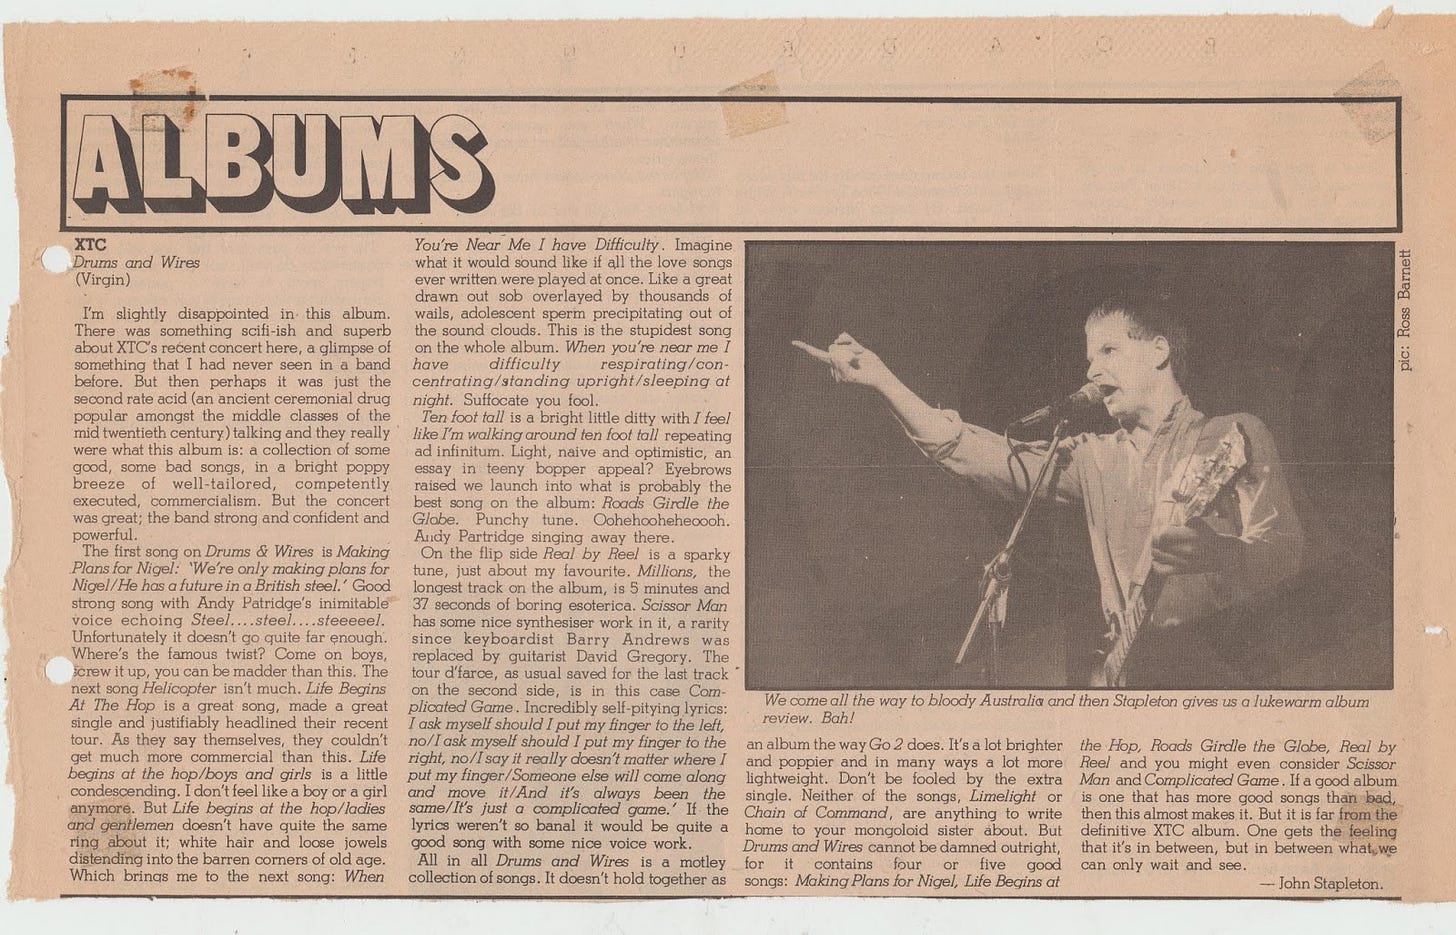 ALBUMS
XTC
Drums and Wires
(Virgin)
I'm slightly disappointed in this album.
There was something scifi-ish and superb
about XTC's recent concert here, a glimpse of
something that I had never seen in a band
before. But then perhaps it was just the
second rate acid (an ancient ceremonial drug
popular amongst the middle classes of the
mid twentieth century) talking and they really
were what this album is: a collection of some
good, some bad songs, in a bright poppy
breeze of well-tailored, competently
executed, commercialism. But the concert
was great; the band strong and confident and
powerful.
The first song on Drums & Wires is Making
Plans for Nigel: 'We're only making plans for
Nigel/He has a future in a British steel.' Good
strong song with Andy Patridge's inimitable
voice echoing Steel....steel....steeeeel.
Unfortunately it doesn't go quite far enough.
Where's the famous twist? Come on boys,
screw it up, you can be madder than this. The
next song Helicopter isn't much. Life Begins
At The Hop is a great song, made a great
single and justifiably headlined their recent
tour. As they say themselves, they couldn't
get much more commercial than this. Life
begins at the hop/boys and girls is a little
condescending. I don't feel like a boy or a girl
anymore. But Life begins at the hop/ladies
and gentlemen doesn't have quite the same
ring about it; white hair and loose jowels
distending into the barren corners of old age.
Which brings me to the next song: When
You're Near Me I have Difficulty. Imagine
what it would sound like if all the love songs
ever written were played at once. Like a great
drawn out sob overlayed by thousands of
wails, adolescent sperm precipitating out of
the sound clouds. This is the stupidest song
on the whole album. When you're near me I
have difficulty respirating/con-
centrating/standing upright/sleeping at
night. Suffocate you fool.
Ten foot tall is a bright little ditty with I feel
like I'm walking around ten foot tall repeating
ad infinitum. Light, naive and optimistic, an
essay in teeny bopper appeal? Eyebrows
raised we launch into what is probably the
best song on the album: Roads Girdle the
Globe. Punchy tune. Oohehooheheoooh.
Andy Partridge singing away there.
On the flip side Real by Reel is a sparky
tune, just about my favourite. Millions, the
longest track on the album, is 5 minutes and
37 seconds of boring esoterica. Scissor Man
has some nice synthesiser work in it, a rarity
since keyboardist Barry Andrews was
replaced by guitarist David Gregory. The
tour d'farce, as usual saved for the last track
on the second side, is in this case Com-
plicated Game. Incredibly self-pitying lyrics:
I ask myself should I put my finger to the left,
no/I ask myself should I put my finger to the
right, no/I say it really doesn't matter where I
put my finger/Someone else will come along
and move it/And it's always been the
same/It's just a complicated game.' If the
lyrics weren't so banal it would be quite a
good song with some nice voice work.
All in all Drums and Wires is a motley
collection of songs. It doesn't hold together as
pic: Ross Barnett
We come all the way to bloody Australia and then Stapleton gives us a lukewarm album
review. Bah!
an album the way Go 2 does. It's a lot brighter
and poppier and in many ways a lot more
lightweight. Don't be fooled by the extra
single. Neither of the songs, Limelight or
Chain of Command, are anything to write
home to your mongoloid sister about. But
Drums and Wires cannot be damned outright,
for it contains four or five good
songs: Making Plans for Nigel, Life Begins at
the Hop, Roads Girdle the Globe, Real by
Reel and you might even consider Scissor
Man and Complicated Game. If a good album
is one that has more good songs than bad,
then this almost makes it. But it is far from the
definitive XTC album. One gets the feeling
that it's in between, but in between what, we
can only wait and see.
— John Stapleton.